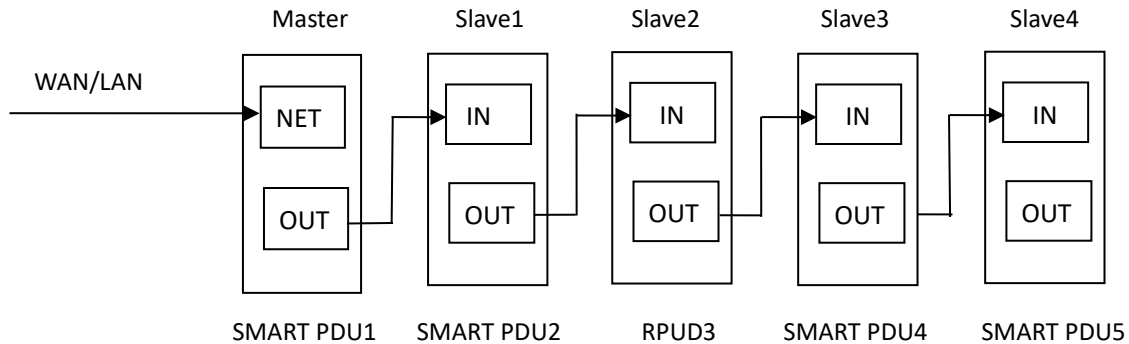 Master Slave1 Slave2 Slave3 Slave4
WAN/LAN
NET IN IN IN IN
OUT OUT OUT OUT OUT
SMART PDU1 SMART PDU2 RPUD3 SMART PDU4 SMART PDU5